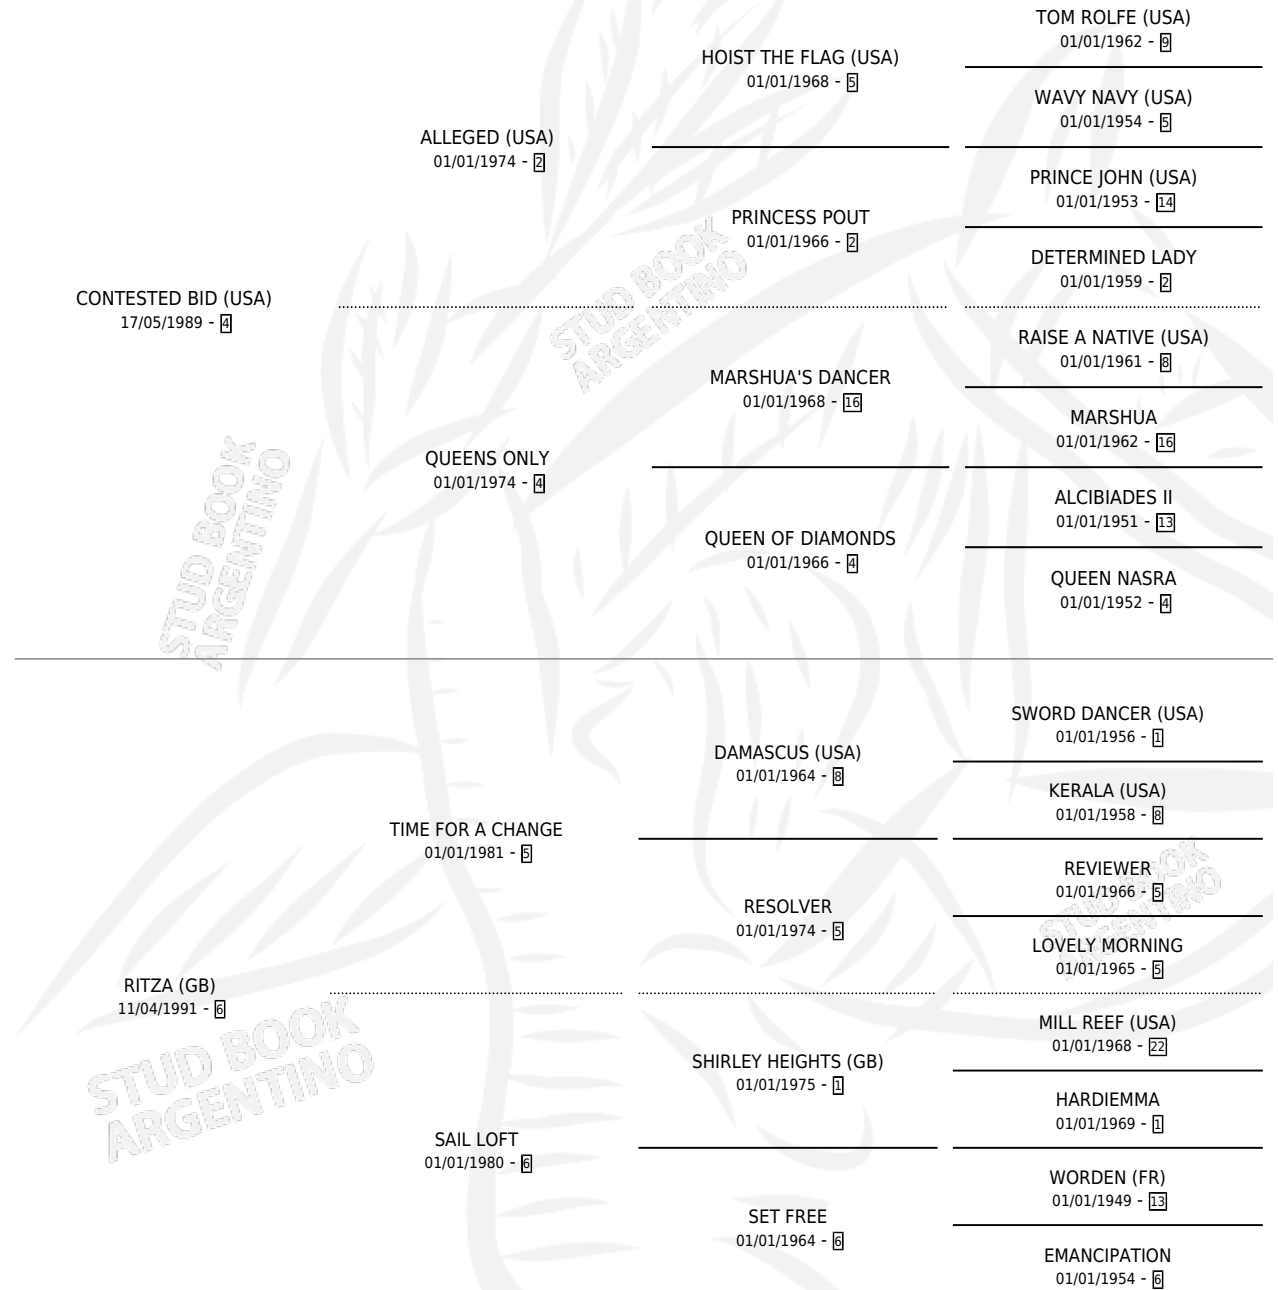 TOM ROLFE (USA)
01/01/1962 - 9
HOIST THE FLAG (USA)
01/01/1968 - 5
WAVY NAVY (USA)
01/01/1954 - 5
ALLEGED (USA)
01/01/1974 - 2
PRINCE JOHN (USA)
01/01/1953 - 14
PRINCESS POUT
01/01/1966 - 2
DETERMINED LADY
01/01/1959 - 2
CONTESTED BID (USA)
17/05/1989 - 4
RAISE A NATIVE (USA)
01/01/1961 - 8
MARSHUA'S DANCER
01/01/1968 - 16
MARSHUA
01/01/1962 - 16
QUEENS ONLY
01/01/1974 - 4
ALCIBIADES II
01/01/1951 - 13
QUEEN OF DIAMONDS
01/01/1966 - 4
QUEEN NASRA
01/01/1952 - 4
STUD BOOK
ARGENTINO
STUD BOOK
ARGENTINO
SWORD DANCER (USA)
01/01/1956 - 1
DAMASCUS (USA)
01/01/1964 - 8
KERALA (USA)
01/01/1958 - 8
TIME FOR A CHANGE
01/01/1981 - 5
REVIEWER
01/01/1966 - 5
RESOLVER
01/01/1974 - 5
LOVELY MORNING
01/01/1965 - 5
STUD BOOK
ARGENTINO
RITZA (GB)
11/04/1991 - 6
MILL REEF (USA)
01/01/1968 - 22
SHIRLEY HEIGHTS (GB)
01/01/1975 - 1
HARDIEMMA
01/01/1969 - 1
SAIL LOFT
01/01/1980 - 6
WORDEN (FR)
01/01/1949 - 13
SET FREE
01/01/1964 - 6
EMANCIPATION
01/01/1954 - 6
STUD BOOK
ARGENTINO